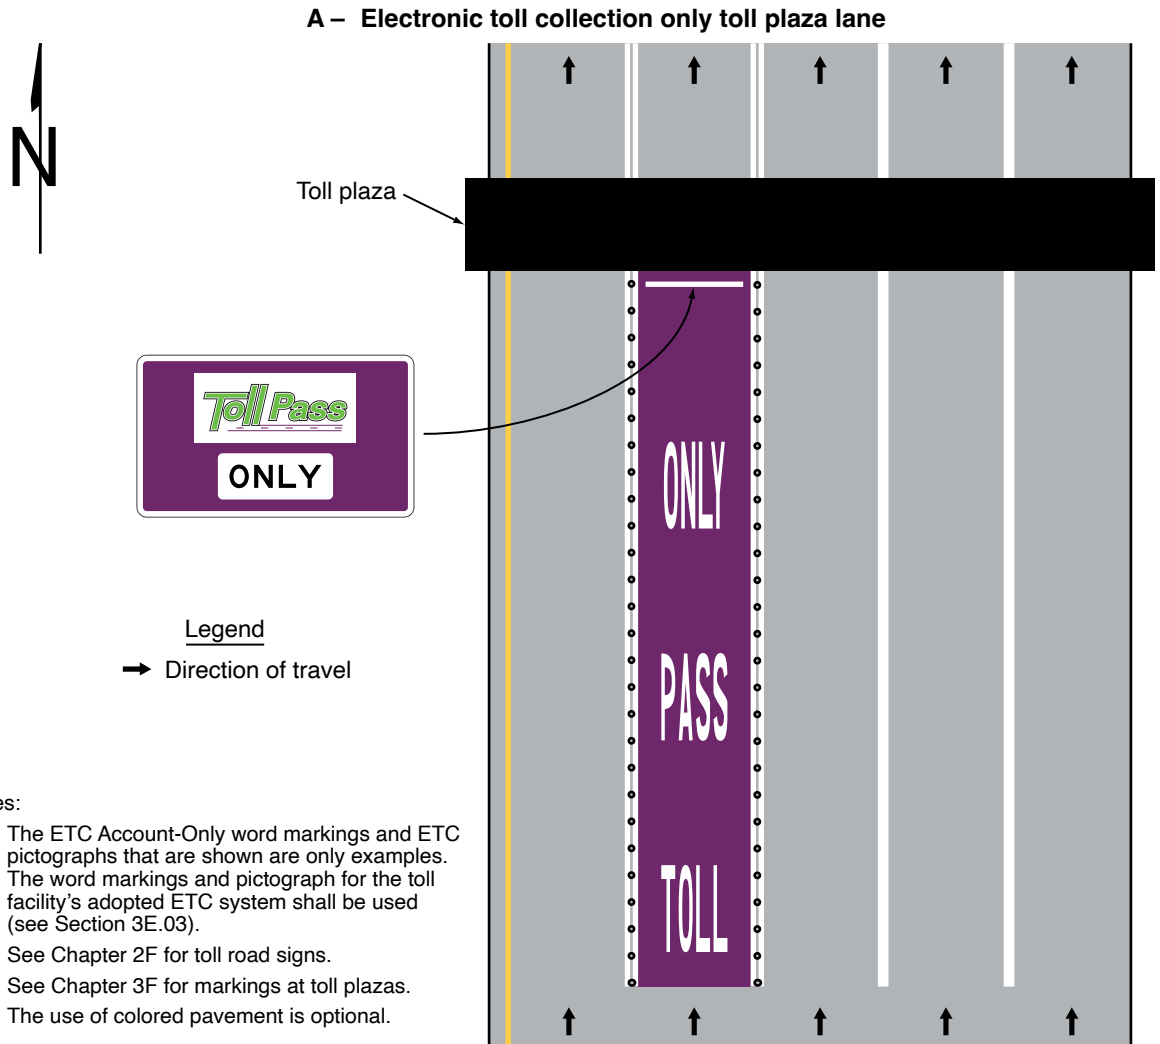 A – Electronic toll collection only toll plaza lane
N
Toll plaza
Toll Pass
ONLY
ONLY
PASS
TOLL
Legend
Direction of travel
es:
The ETC Account-Only word markings and ETC
pictographs that are shown are only examples.
The word markings and pictograph for the toll
facility’s adopted ETC system shall be used
(see Section 3E.03).
See Chapter 2F for toll road signs.
See Chapter 3F for markings at toll plazas.
The use of colored pavement is optional.